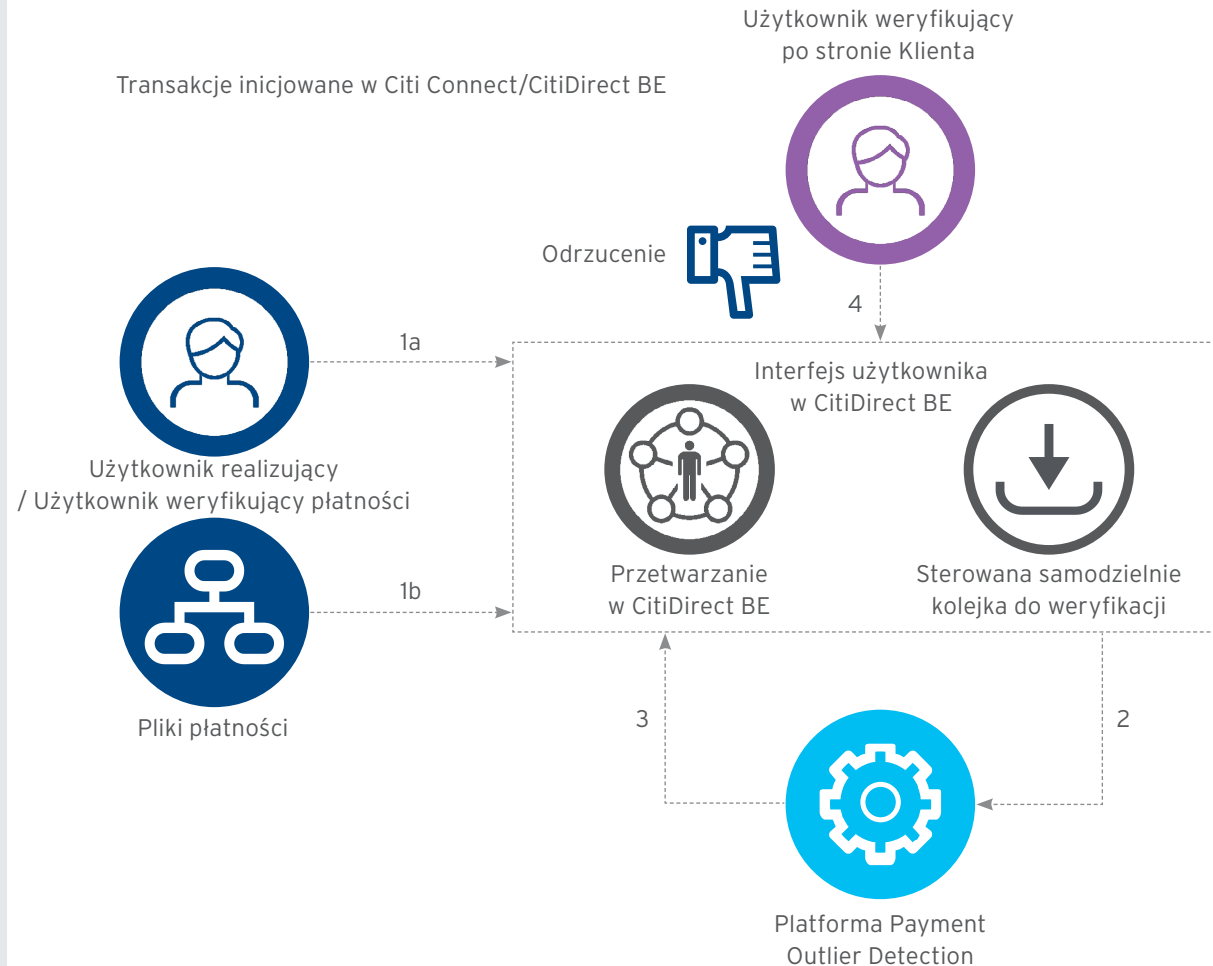 Użytkownik weryfikujący
po stronie Klienta
Transakcje inicjowane w Citi Connect/CitiDirect BE
Odrzucenie
4
1a
Interfejs użytkownika
w CitiDirect BE
Użytkownik realizujący
/ Użytkownik weryfikujący płatności
Przetwarzanie
w CitiDirect BE
Sterowana samodzielnie
kolejka do weryfikacji
1b
Pliki płatności
3
2
Platforma Payment
Outlier Detection